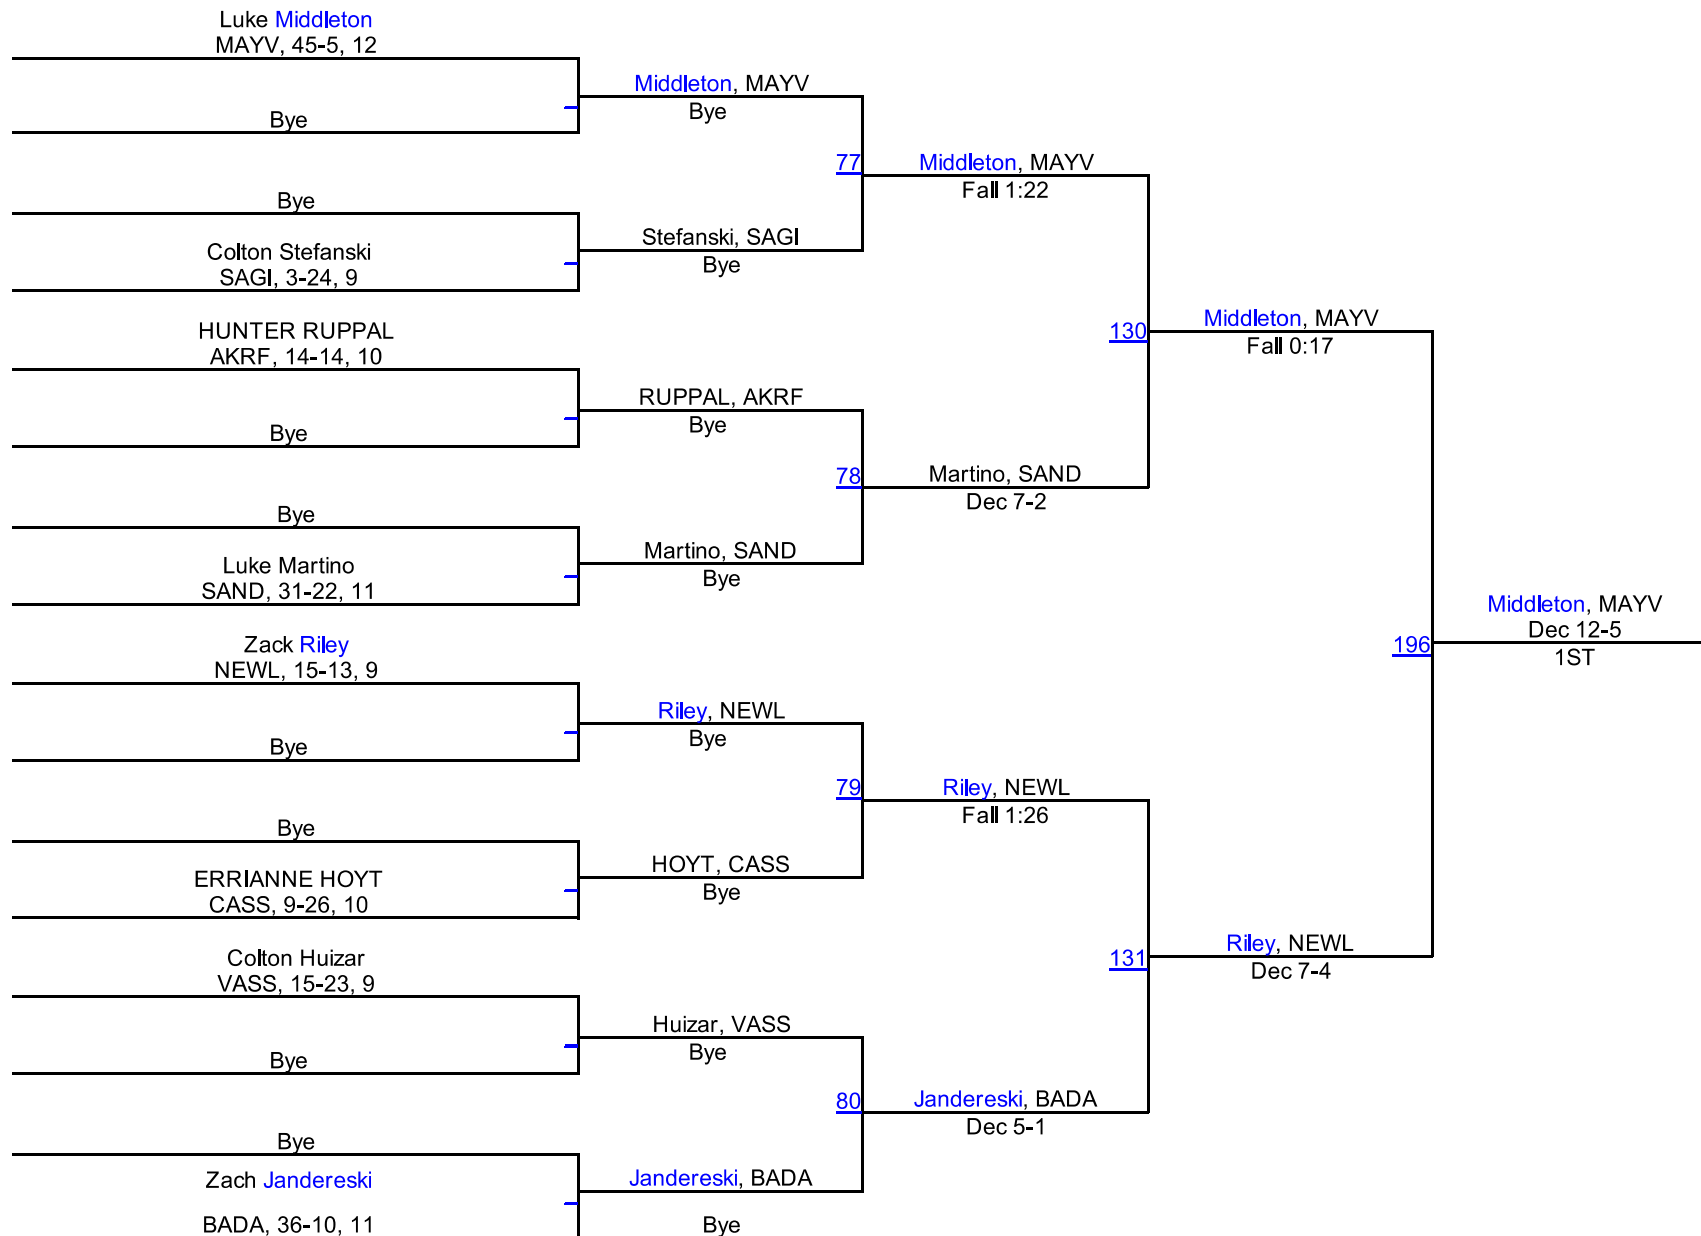 Luke Middleton
MAYV, 45-5, 12
Middleton, MAYV
Bye
Bye
77
Middleton, MAYV
Fall 1:22
Bye
Stefanski, SAGI
Bye
Colton Stefanski
SAGI, 3-24, 9
130
Middleton, MAYV
Fall 0:17
HUNTER RUPPAL
AKRF, 14-14, 10
RUPPAL, AKRF
Bye
Bye
78
Martino, SAND
Dec 7-2
Bye
Martino, SAND
Bye
Luke Martino
SAND, 31-22, 11
196
Middleton, MAYV
Dec 12-5
1ST
Zack Riley
NEWL, 15-13, 9
Riley, NEWL
Bye
Bye
79
Riley, NEWL
Fall 1:26
Bye
HOYT, CASS
Bye
ERRIANNE HOYT
CASS, 9-26, 10
131
Riley, NEWL
Dec 7-4
Colton Huizar
VASS, 15-23, 9
Huizar, VASS
Bye
Bye
80
Jandereski, BADA
Dec 5-1
Bye
Zach Jandereski
BADA, 36-10, 11
Jandereski, BADA
Bye